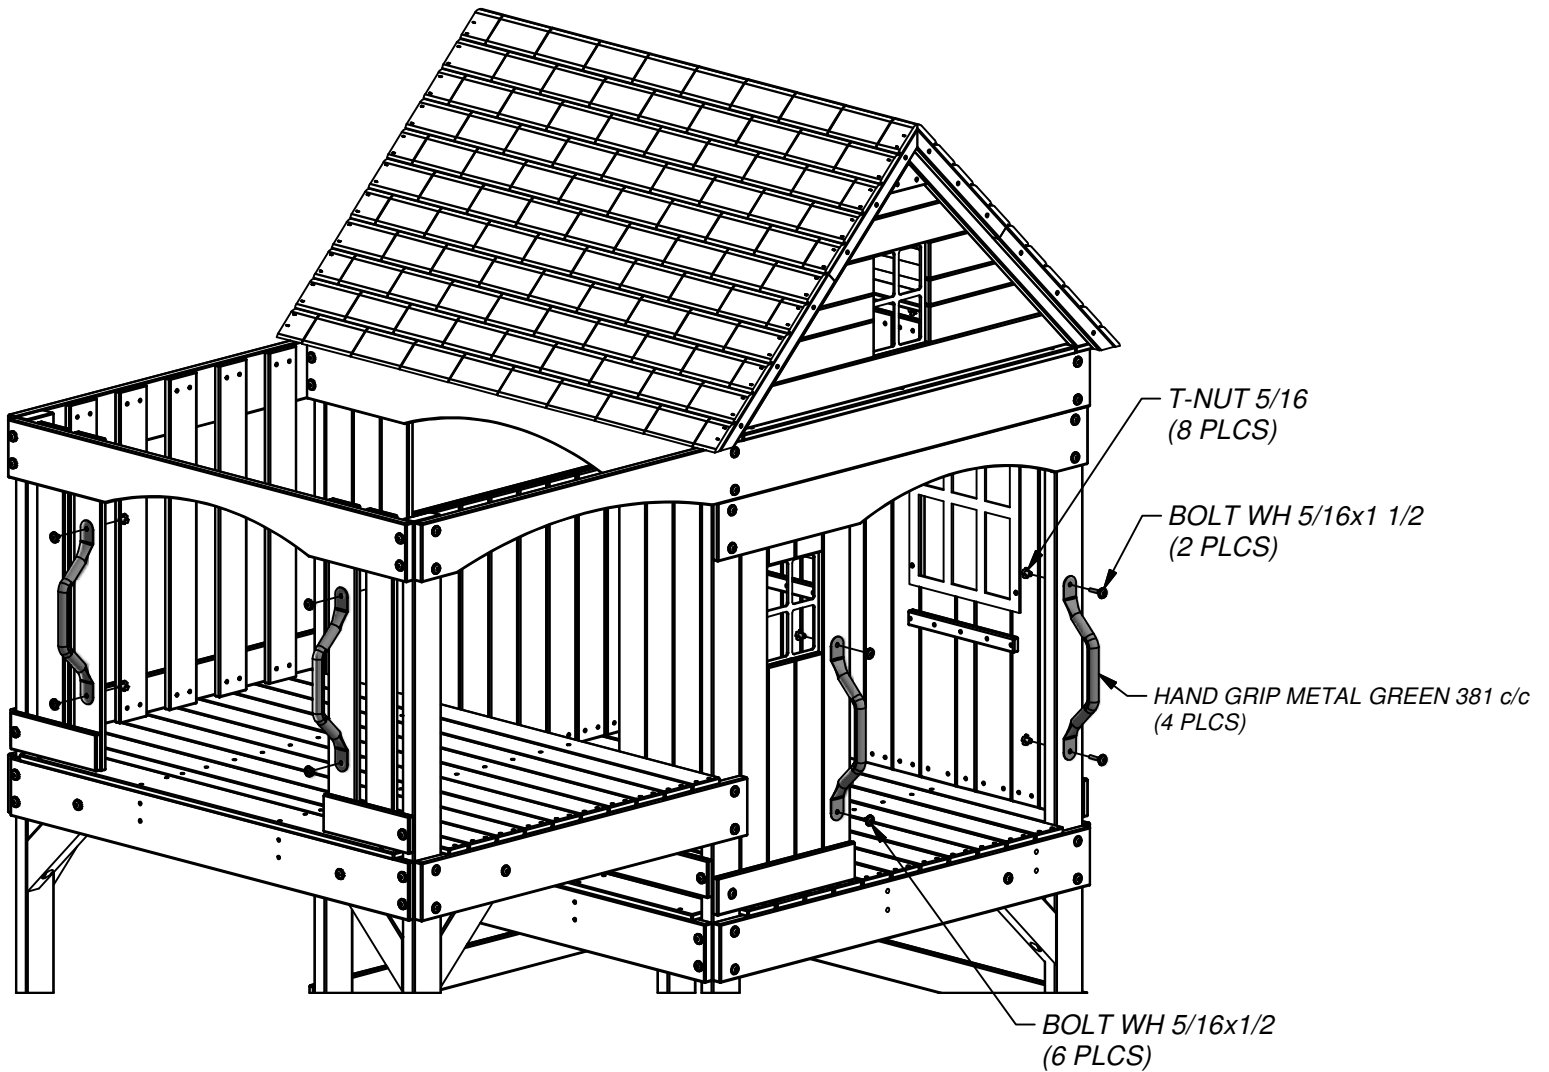 T-NUT 5/16
(8 PLCS)
BOLT WH 5/16x1 1/2
(2 PLCS)
HAND GRIP METAL GREEN 381 c/c
(4 PLCS)
BOLT WH 5/16x1/2
(6 PLCS)